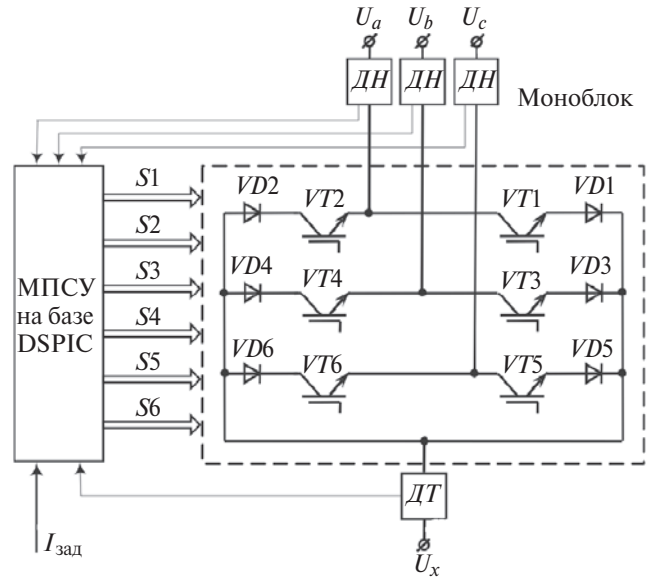 U_a U_b U_c
ДН ДН ДН
Моноблок
S1
S2
S3
S4
S5
S6
МПСУ
на базе
DSPIC
VD2 VT2 VT1 VD1
VD4 VT4 VT3 VD3
VD6 VT6 VT5 VD5
ДТ
I_зад
U_x